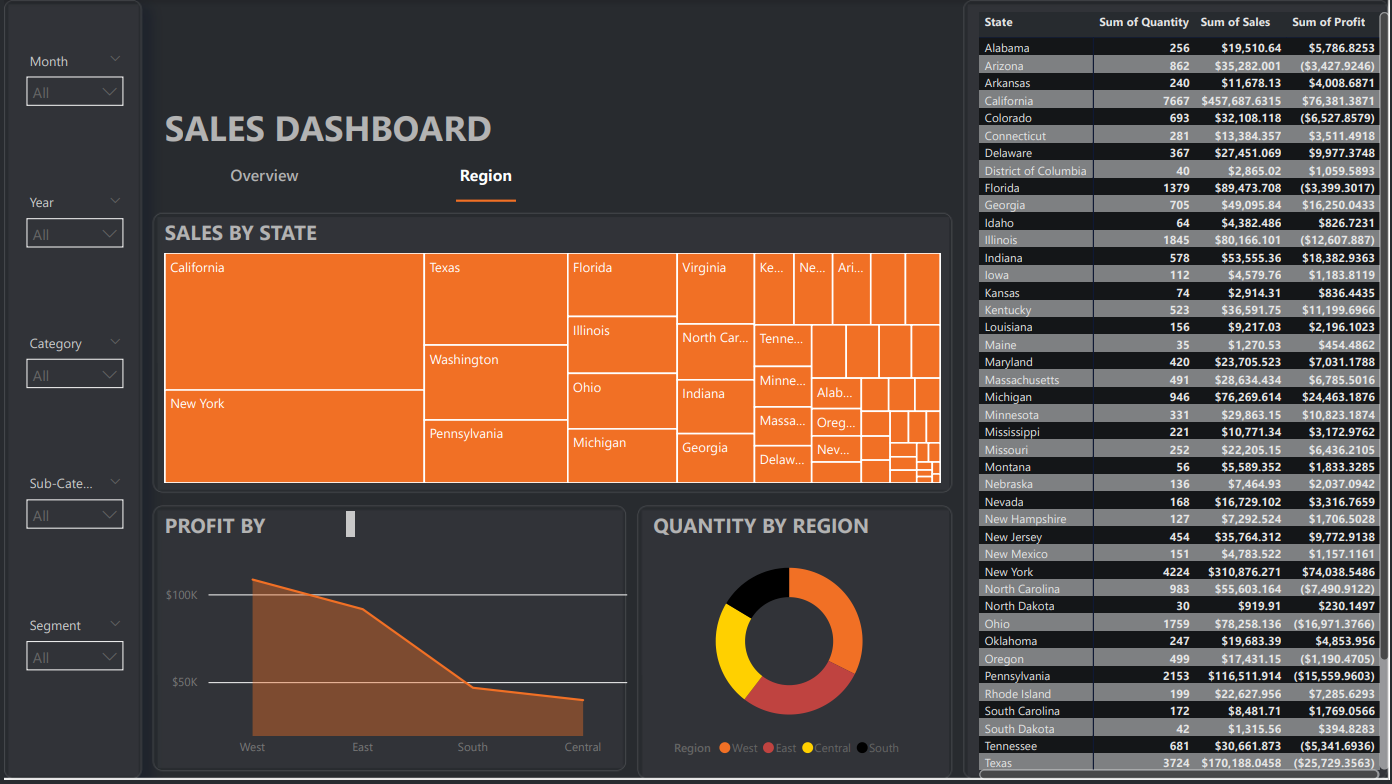 Month
All
Year
All
Category
All
Sub-Cate...
All
Segment
All
SALES DASHBOARD
Overview Region
SALES BY STATE
California Texas Florida Virginia Ke... Ne... Ari...
Illinois
North Car... Tenne...
Washington
Minne...
Ohio
Indiana Alab...
New York
Massa... Oreg...
Pennsylvania
Michigan
Georgia Nev...
Delaw...
PROFIT BY
$100K
$50K
West East South Central
QUANTITY BY REGION
Region West East Central South
State Sum of Quantity Sum of Sales Sum of Profit
Alabama 256 $19,510.64 $5,786.8253
Arizona 862 $35,282.001 ($3,427.9246)
Arkansas 240 $11,678.13 $4,008.6871
California 7667 $457,687.6315 $76,381.3871
Colorado 693 $32,108.118 ($6,527.8579)
Connecticut 281 $13,384.357 $3,511.4918
Delaware 367 $27,451.069 $9,977.3748
District of Columbia 40 $2,865.02 $1,059.5893
Florida 1379 $89,473.708 ($3,399.3017)
Georgia 705 $49,095.84 $16,250.0433
Idaho 64 $4,382.486 $826.7231
Illinois 1845 $80,166.101 ($12,607.887)
Indiana 578 $53,555.36 $18,382.9363
Iowa 112 $4,579.76 $1,183.8119
Kansas 74 $2,914.31 $836.4435
Kentucky 523 $36,591.75 $11,199.6966
Louisiana 156 $9,217.03 $2,196.1023
Maine 35 $1,270.53 $454.4862
Maryland 420 $23,705.523 $7,031.1788
Massachusetts 491 $28,634.434 $6,785.5016
Michigan 946 $76,269.614 $24,463.1876
Minnesota 331 $29,863.15 $10,823.1874
Mississippi 221 $10,771.34 $3,172.9762
Missouri 252 $22,205.15 $6,436.2105
Montana 56 $5,589.352 $1,833.3285
Nebraska 136 $7,464.93 $2,037.0942
Nevada 168 $16,729.102 $3,316.7659
New Hampshire 127 $7,292.524 $1,706.5028
New Jersey 454 $35,764.312 $9,772.9138
New Mexico 151 $4,783.522 $1,157.1161
New York 4224 $310,876.271 $74,038.5486
North Carolina 983 $55,603.164 ($7,490.9122)
North Dakota 30 $919.91 $230.1497
Ohio 1759 $78,258.136 ($16,971.3766)
Oklahoma 247 $19,683.39 $4,853.956
Oregon 499 $17,431.15 ($1,190.4705)
Pennsylvania 2153 $116,511.914 ($15,559.9603)
Rhode Island 199 $22,627.956 $7,285.6293
South Carolina 172 $8,481.71 $1,769.0566
South Dakota 42 $1,315.56 $394.8283
Tennessee 681 $30,661.873 ($5,341.6936)
Texas 3724 $170,188.0458 ($25,729.3563)